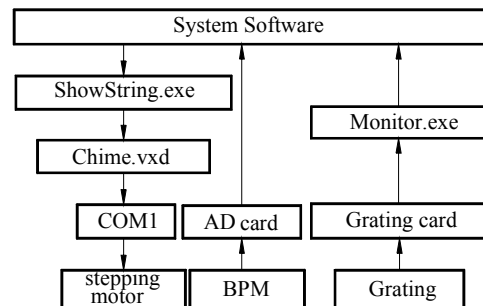 System Software
ShowString.exe
Monitor.exe
Chime.vxd
COM1
AD card
Grating card
stepping
motor
BPM
Grating